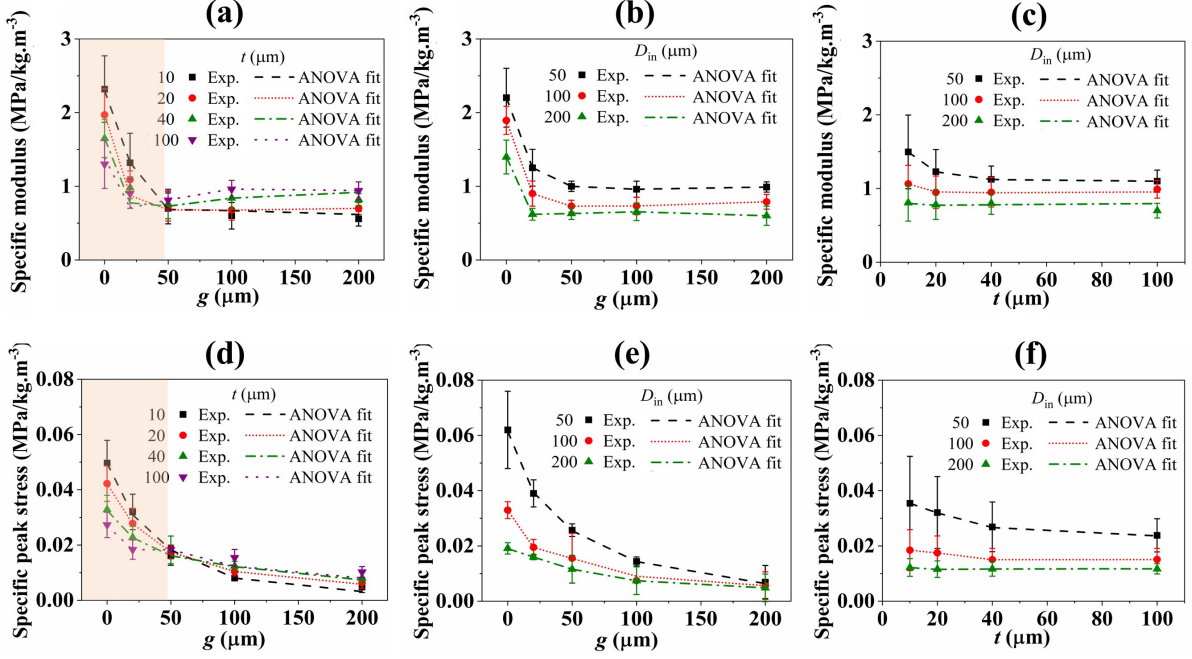 (a)
Specific modulus (MPa/kg.m⁻³)
3
2
1
0
t (μm)
10 Exp. ANOVA fit
20 Exp. ANOVA fit
40 Exp. ANOVA fit
100 Exp. ANOVA fit
0 50 100 150 200
g (μm)
(b)
Specific modulus (MPa/kg.m⁻³)
3
2
1
0
Din (μm)
50 Exp. ANOVA fit
100 Exp. ANOVA fit
200 Exp. ANOVA fit
0 50 100 150 200
g (μm)
(c)
Specific modulus (MPa/kg.m⁻³)
3
2
1
0
Din (μm)
50 Exp. ANOVA fit
100 Exp. ANOVA fit
200 Exp. ANOVA fit
0 20 40 60 80 100
t (μm)
(d)
Specific peak stress (MPa/kg.m⁻³)
0.08
0.06
0.04
0.02
0.00
t (μm)
10 Exp. ANOVA fit
20 Exp. ANOVA fit
40 Exp. ANOVA fit
100 Exp. ANOVA fit
0 50 100 150 200
g (μm)
(e)
Specific peak stress (MPa/kg.m⁻³)
0.08
0.06
0.04
0.02
0.00
Din (μm)
50 Exp. ANOVA fit
100 Exp. ANOVA fit
200 Exp. ANOVA fit
0 50 100 150 200
g (μm)
(f)
Specific peak stress (MPa/kg.m⁻³)
0.08
0.06
0.04
0.02
0.00
Din (μm)
50 Exp. ANOVA fit
100 Exp. ANOVA fit
200 Exp. ANOVA fit
0 20 40 60 80 100
t (μm)